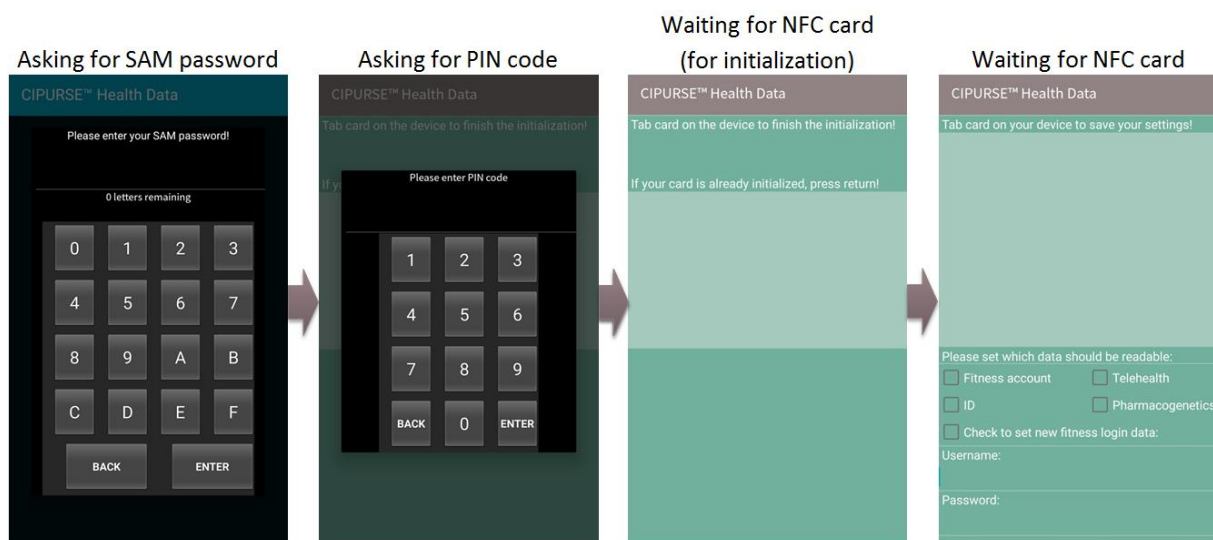 Asking for SAM password
CIPURSE™ Health Data
Please enter your SAM password!
0 letters remaining
0 1 2 3
4 5 6 7
8 9 A B
C D E F
BACK ENTER
Asking for PIN code
CIPURSE™ Health Data
Tab card on the device to finish the initialization!
If y
Please enter PIN code
1 2 3
4 5 6
7 8 9
BACK 0 ENTER
Waiting for NFC card
(for initialization)
CIPURSE™ Health Data
Tab card on the device to finish the initialization!
If your card is already initialized, press return!
Waiting for NFC card
CIPURSE™ Health Data
Tab card on your device to save your settings!
Please set which data should be readable:
Fitness account Telehealth
ID Pharmacogenetics
Check to set new fitness login data:
Username:
Password: